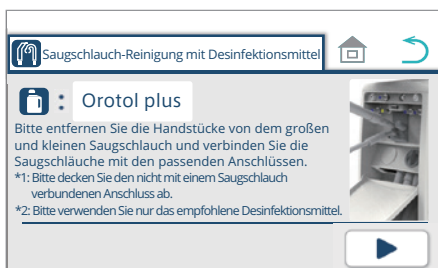 Saugschlauch-Reinigung mit Desinfektionsmittel
: Orotol plus
Bitte entfernen Sie die Handstücke von dem großen
und kleinen Saugschlauch und verbinden Sie die
Saugschläuche mit den passenden Anschlüssen.
*1: Bitte decken Sie den nicht mit einem Saugschlauch
verbundenen Anschluss ab.
*2: Bitte verwenden Sie nur das empfohlene Desinfektionsmittel.